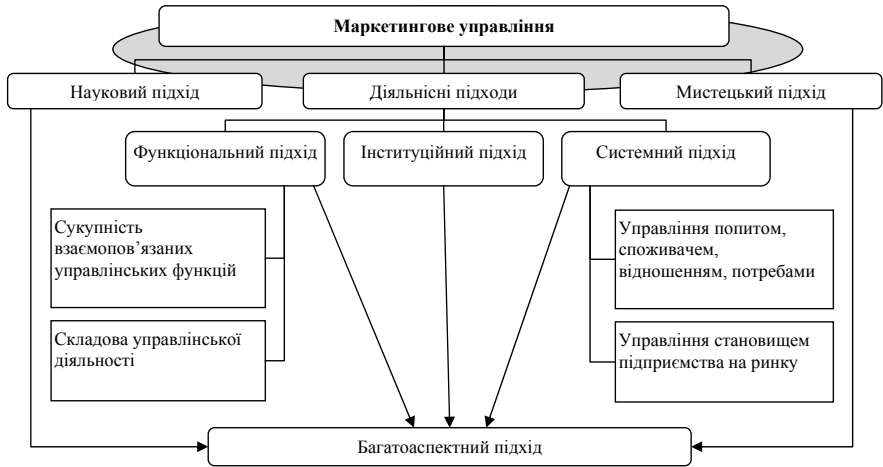 Маркетингове управління
Науковий підхід
Діяльнісні підходи
Мистецький підхід
Функціональний підхід
Інституційний підхід
Системний підхід
Сукупність
взаємопов’язаних
управлінських функцій
Управління попитом,
споживачем,
відношенням, потребами
Складова управлінської
діяльності
Управління становищем
підприємства на ринку
Багатоаспектний підхід